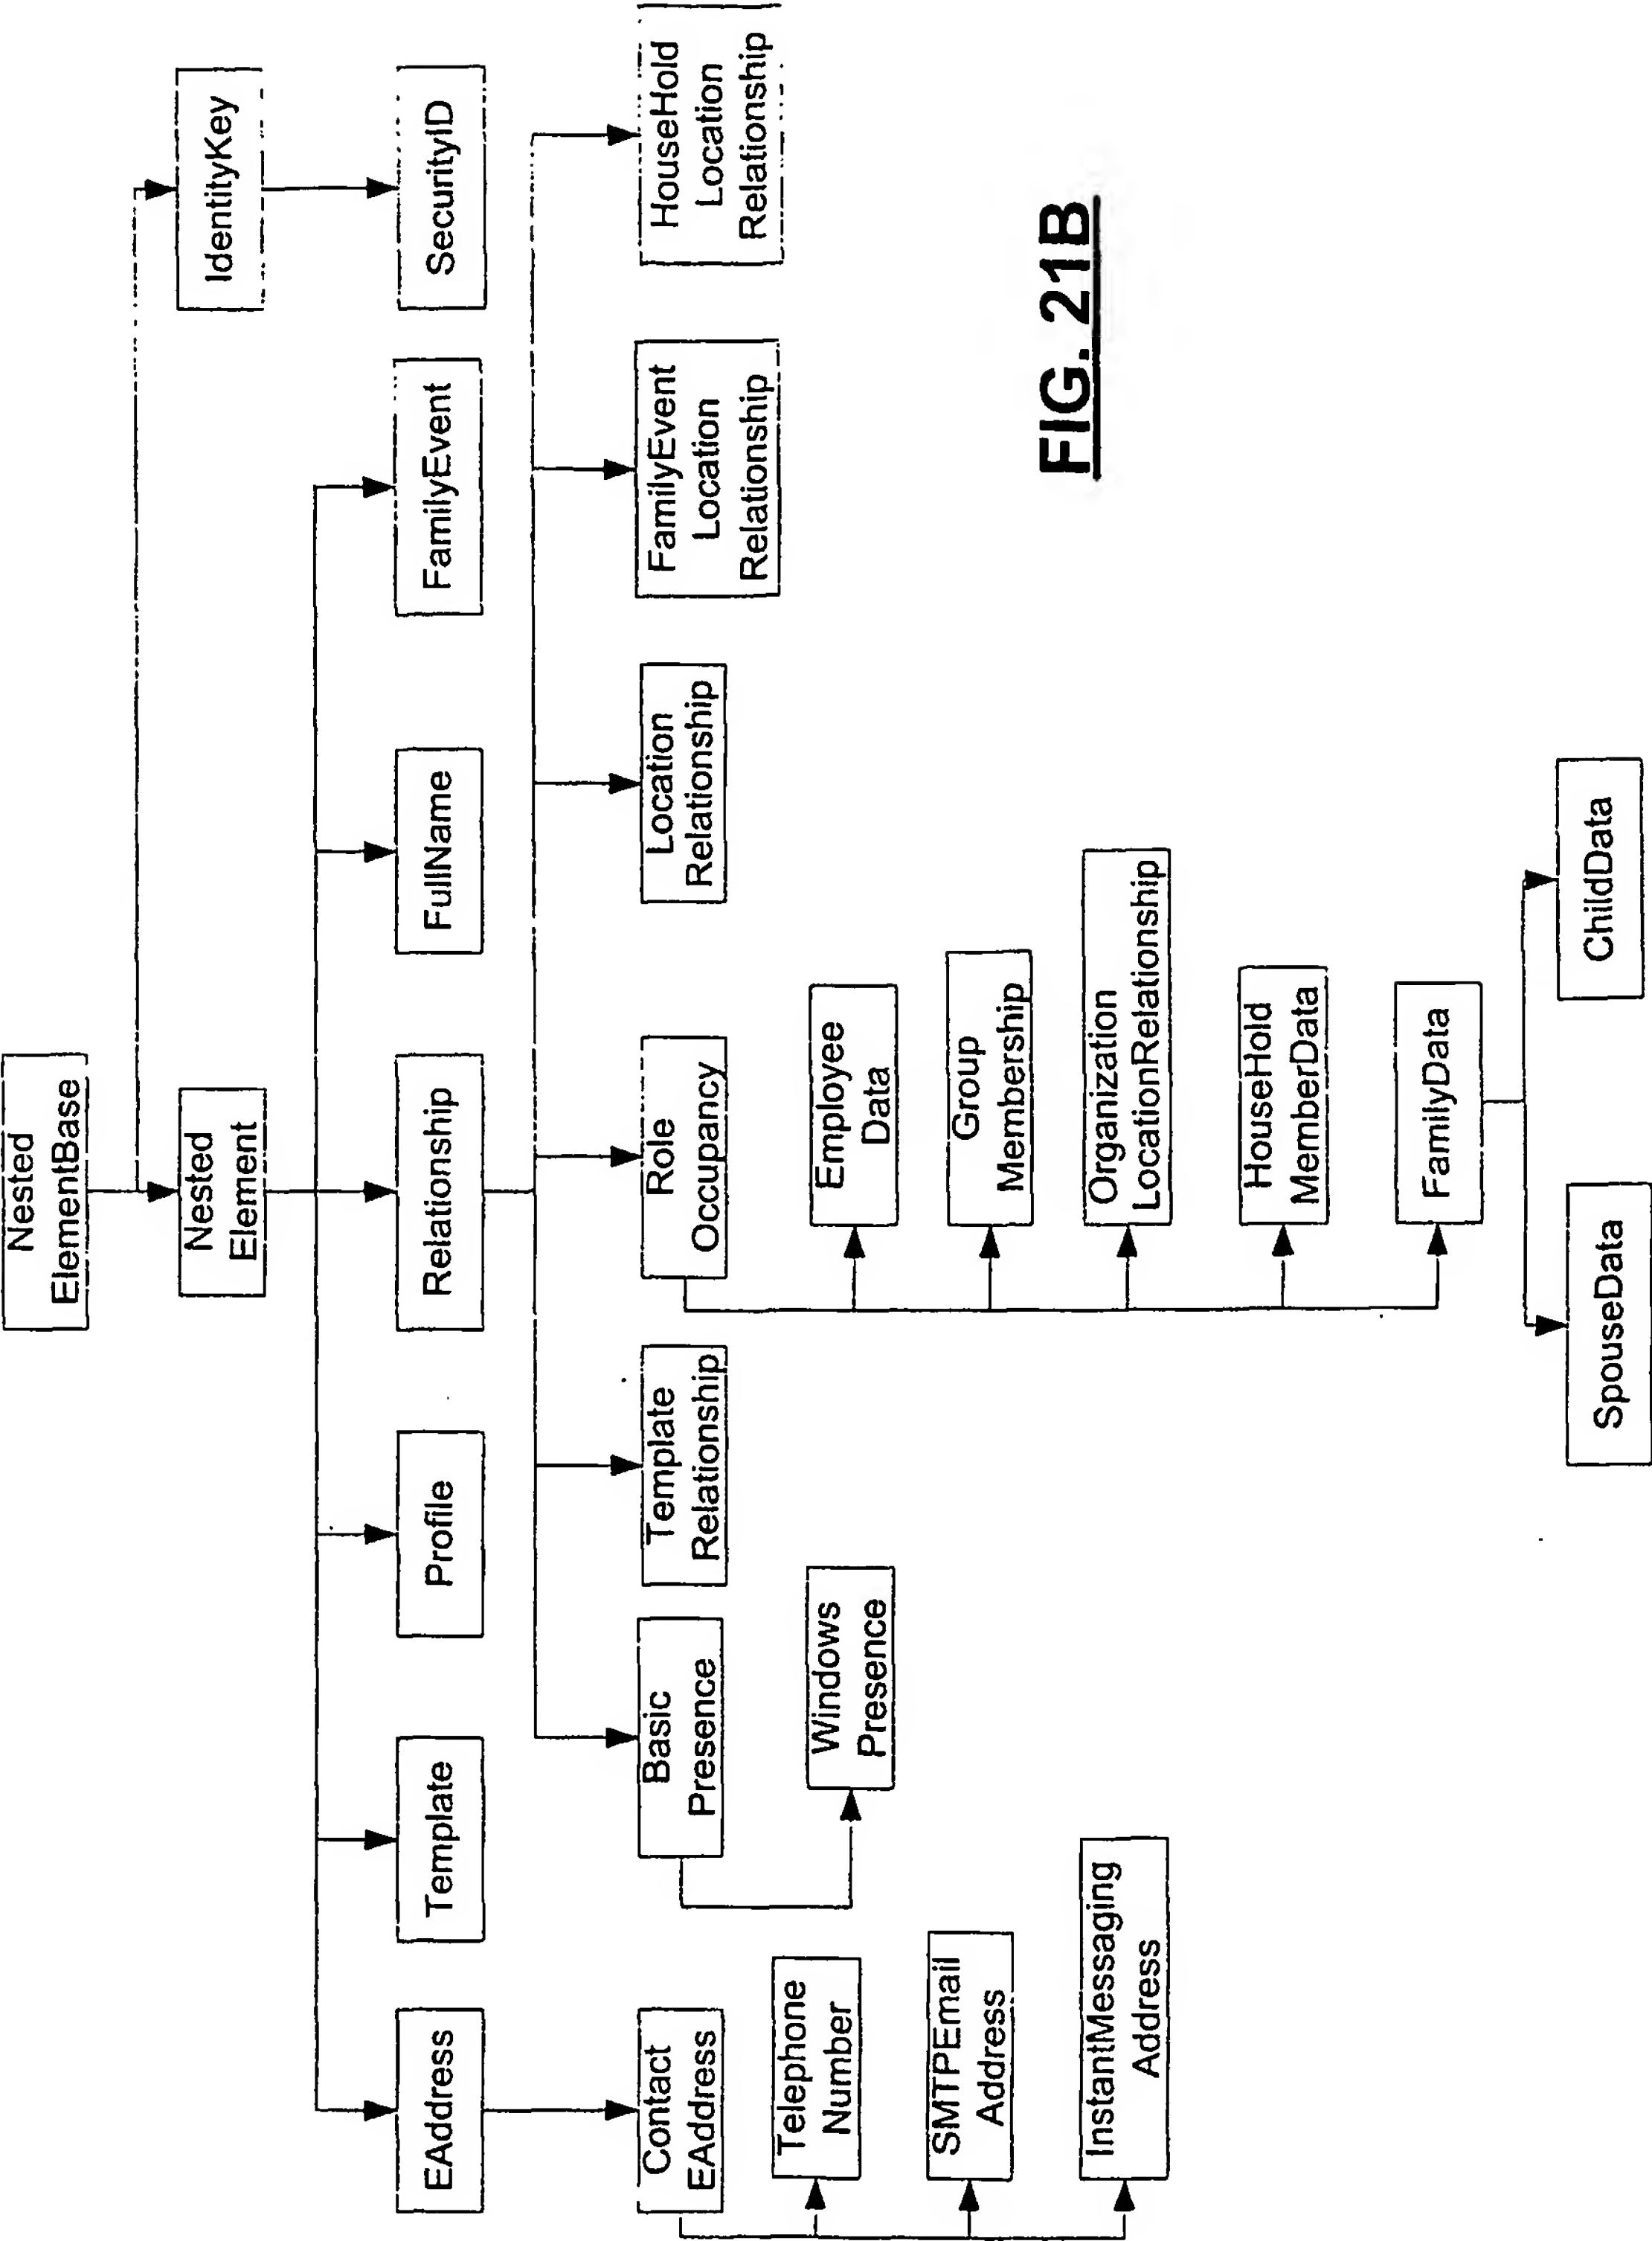 Nested
ElementBase
Nested
Element
IdentityKey
EAddress
Template
Profile
Relationship
FullName
FamilyEvent
SecurityID
Contact
EAddress
Basic
Presence
Template
Relationship
Role
Occupancy
Location
Relationship
FamilyEvent
Location
Relationship
HouseHold
Location
Relationship
Telephone
Number
SMTPEmail
Address
InstantMessaging
Address
Windows
Presence
Employee
Data
Group
Membership
Organization
LocationRelationship
HouseHold
MemberData
FamilyData
SpouseData
ChildData
FIG. 21B